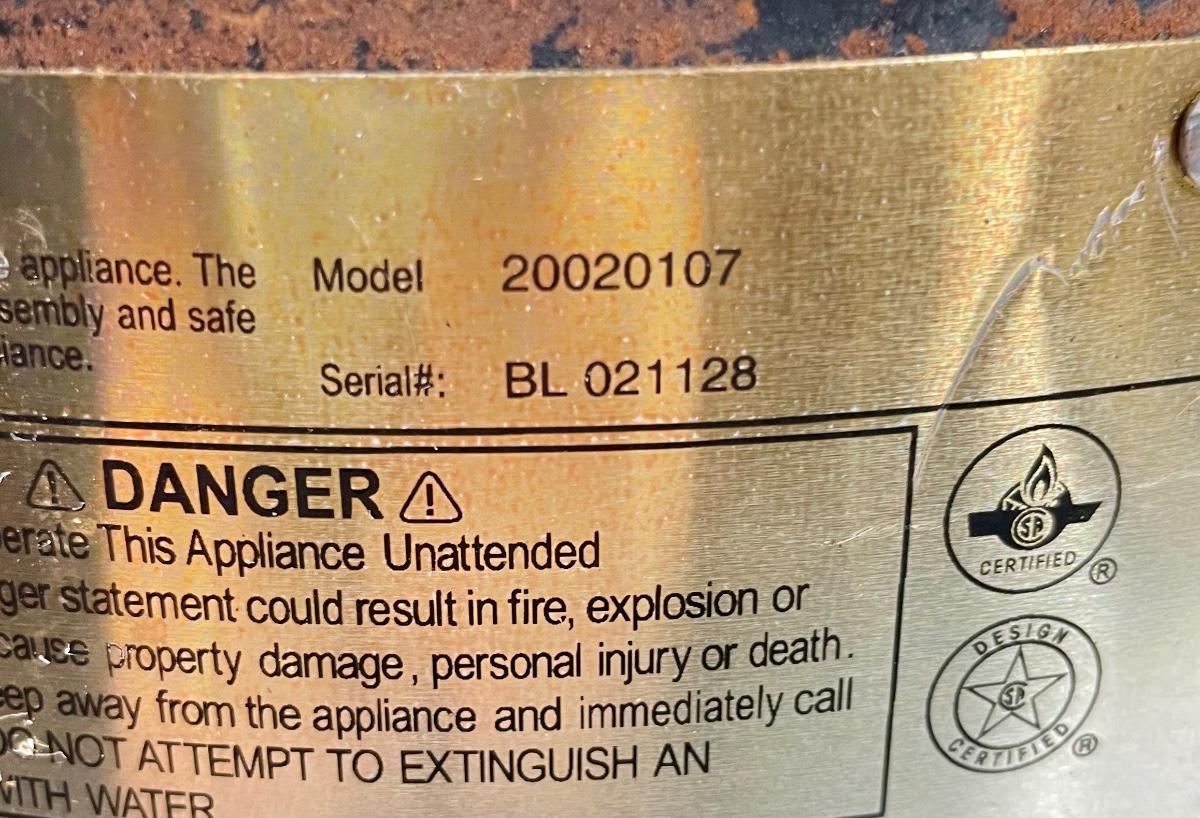 appliance. The Model 20020107
sembly and safe
iance.
Serial#: BL 021128
DANGER
erate This Appliance Unattended
ger statement could result in fire, explosion or
cause property damage, personal injury or death.
eep away from the appliance and immediately call
DO NOT ATTEMPT TO EXTINGUISH AN
WITH WATER
CERTIFIED ®
DESIGN
CERTIFIED ®